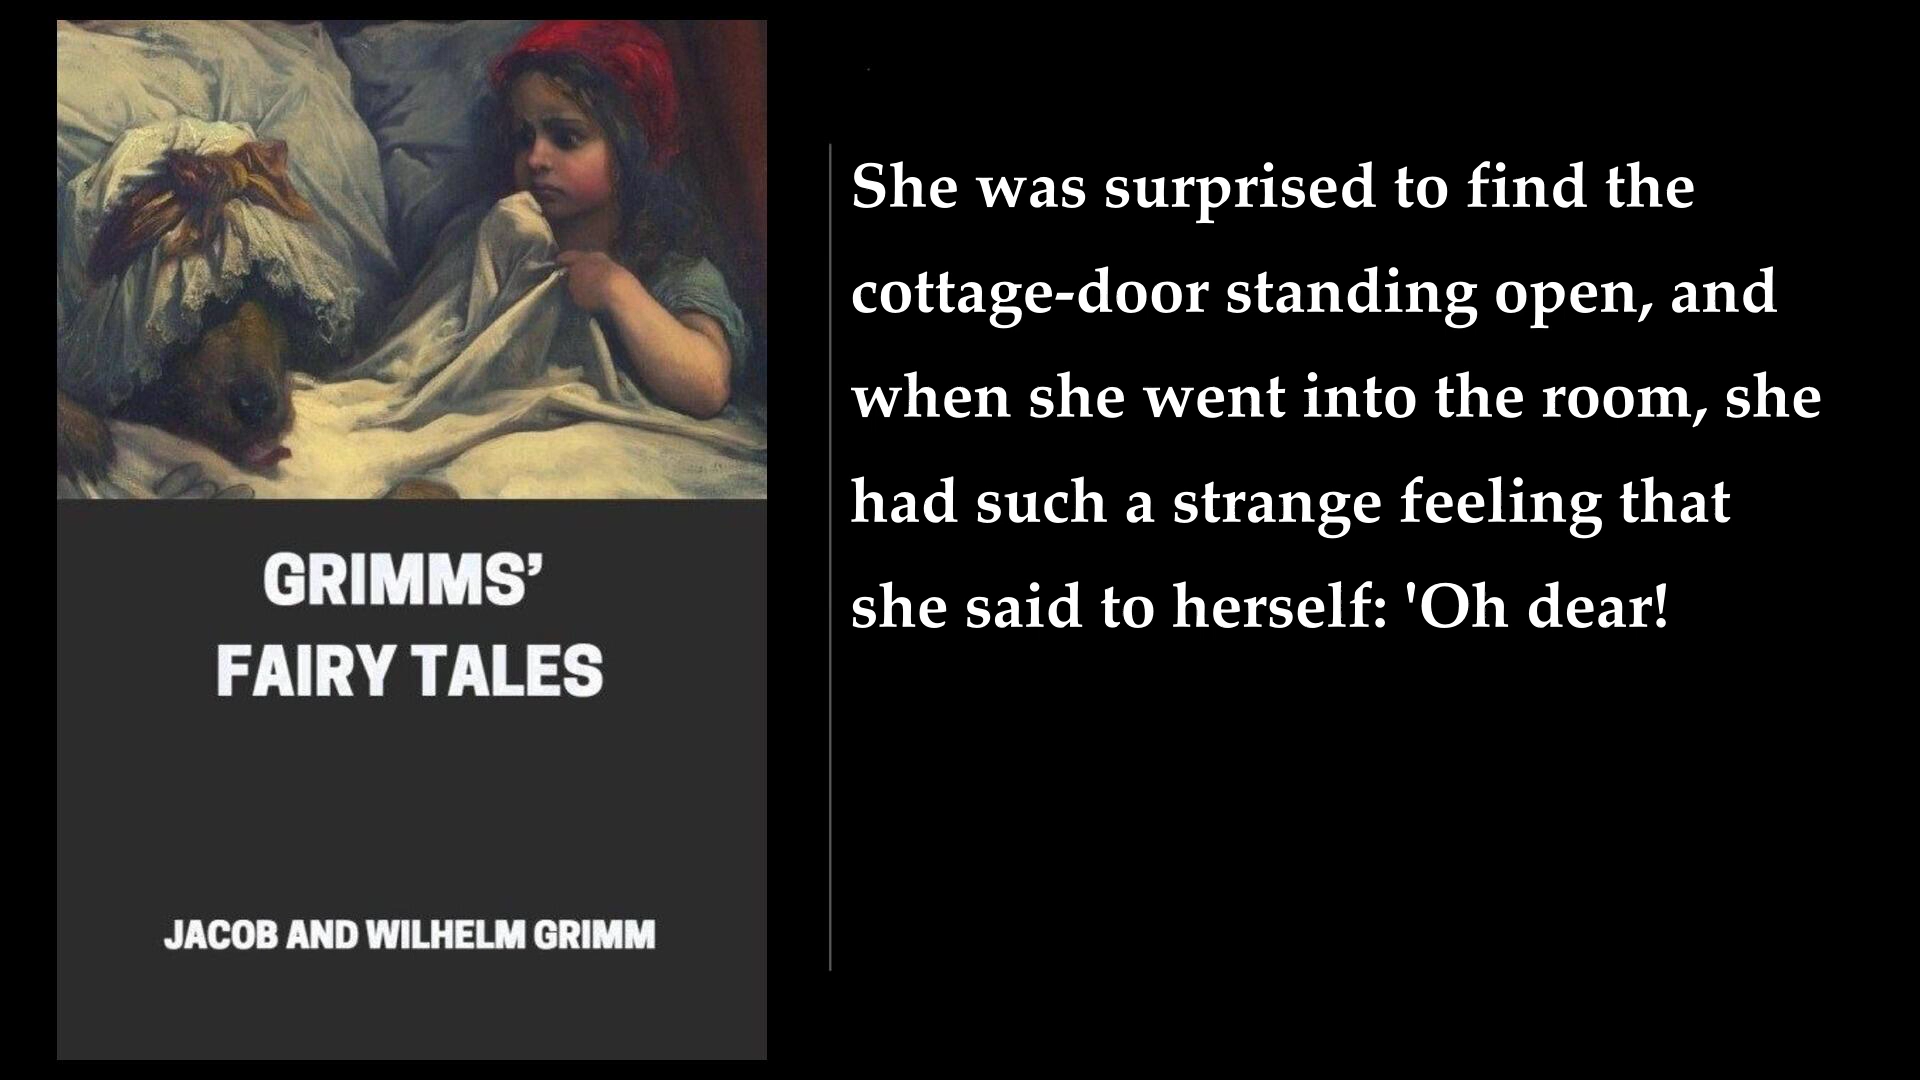 GRIMMS’
FAIRY TALES
JACOB AND WILHELM GRIMM
She was surprised to find the
cottage-door standing open, and
when she went into the room, she
had such a strange feeling that
she said to herself: 'Oh dear!